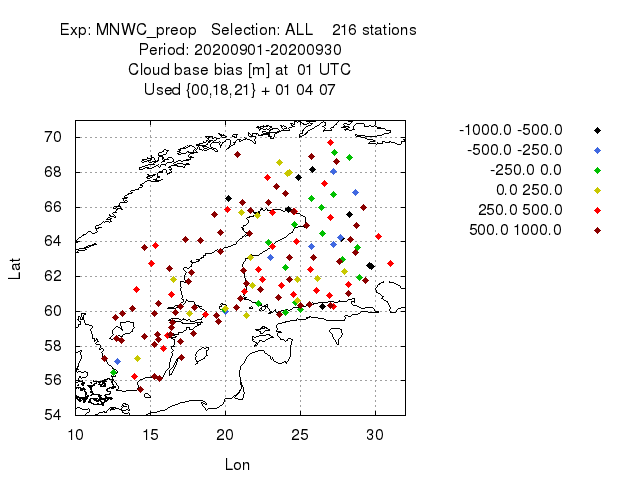 Exp: MNWC_preop   Selection: ALL    216 stations
Period: 20200901-20200930
Cloud base bias [m] at  01 UTC
Used {00,18,21} + 01 04 07
-1000.0 -500.0
-500.0 -250.0
-250.0 0.0
0.0 250.0
250.0 500.0
500.0 1000.0
70
68
66
64
62
60
58
56
54
Lat
10 15 20 25 30
Lon